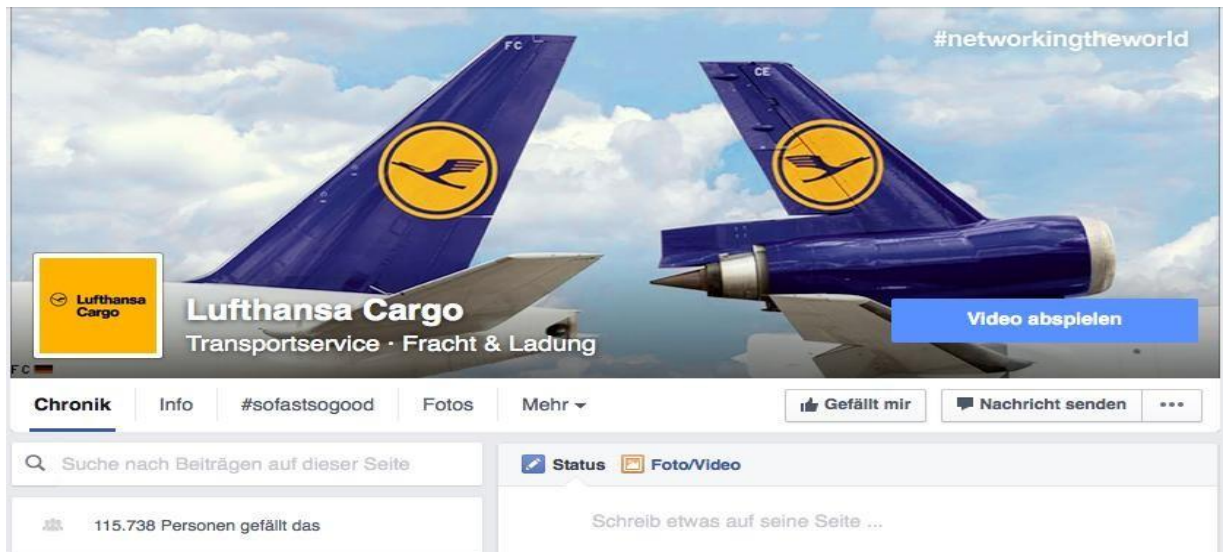 #networkingtheworld
FC
CE
Lufthansa
Cargo
Lufthansa Cargo
Transportservice · Fracht & Ladung
Video abspielen
FC
Chronik Info #sofastsogood Fotos Mehr
Gefällt mir Nachricht senden
Suche nach Beiträgen auf dieser Seite
Status Foto/Video
115.738 Personen gefällt das
Schreib etwas auf seine Seite ...